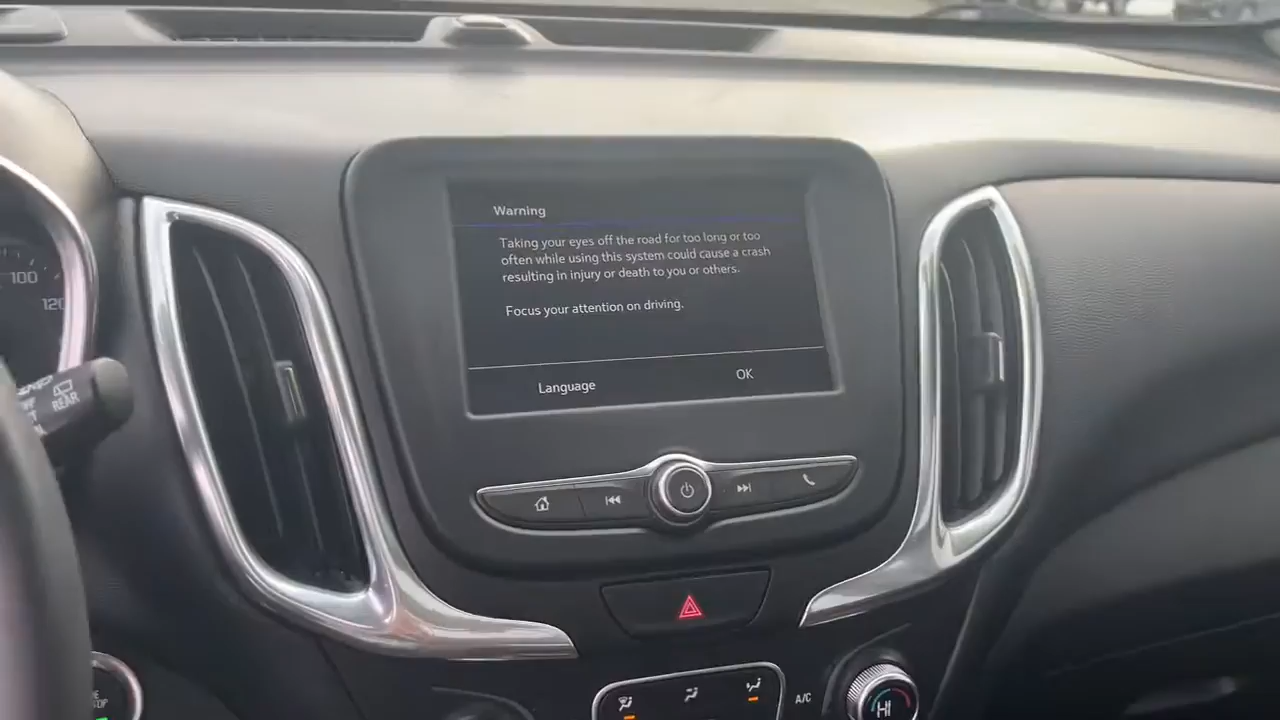 Warning
Taking your eyes off the road for too long or too
often while using this system could cause a crash
resulting in injury or death to you or others.
Focus your attention on driving.
Language
OK
100
120
REAR
A/C
HI